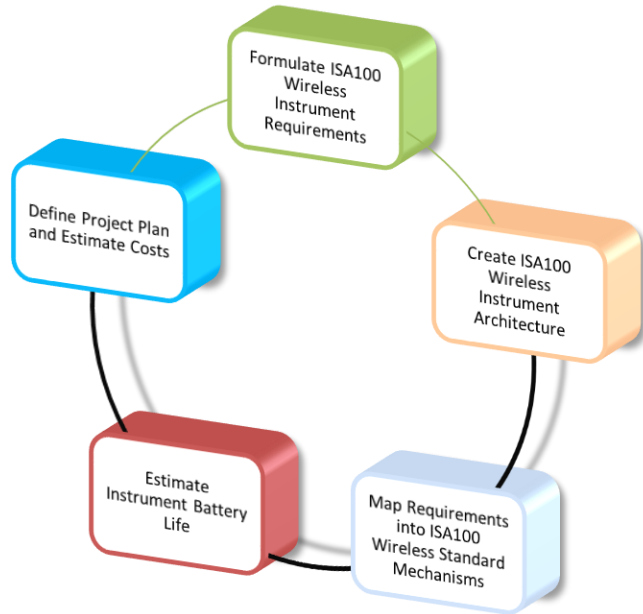 Formulate ISA100
Wireless
Instrument
Requirements
Define Project Plan
and Estimate Costs
Create ISA100
Wireless
Instrument
Architecture
Estimate
Instrument Battery
Life
Map Requirements
into ISA100
Wireless Standard
Mechanisms